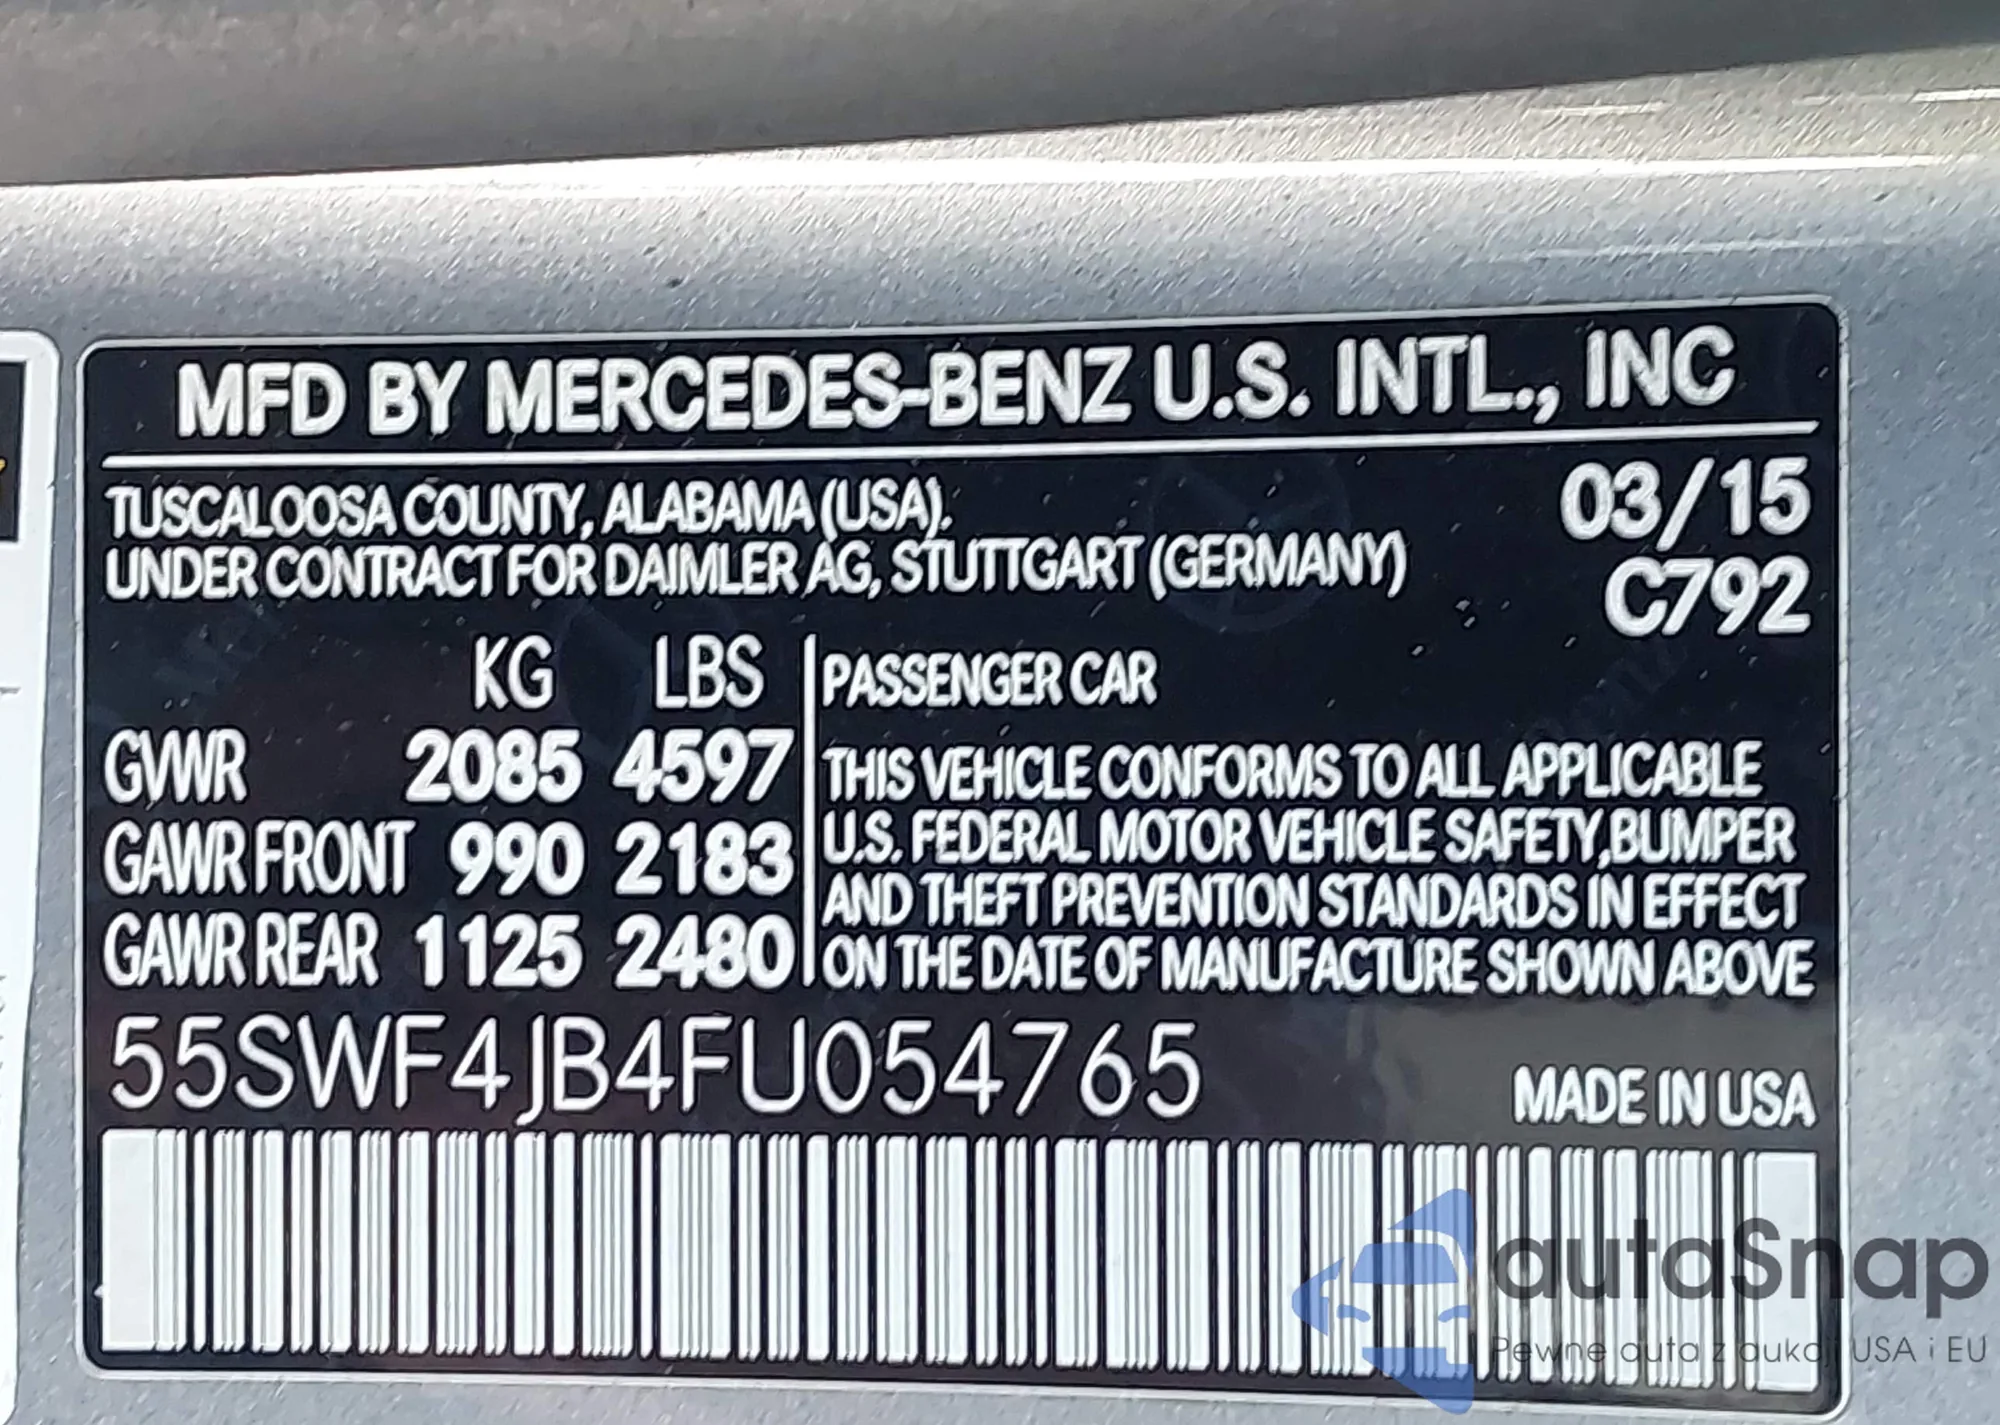 MFD BY MERCEDES-BENZ U.S. INTL., INC
TUSCALOOSA COUNTY, ALABAMA (USA).
03/15
UNDER CONTRACT FOR DAIMLER AG, STUTTGART (GERMANY)
C792
KG LBS
GVWR 2085 4597
GAWR FRONT 990 2183
GAWR REAR 1125 2480
PASSENGER CAR
THIS VEHICLE CONFORMS TO ALL APPLICABLE
U.S. FEDERAL MOTOR VEHICLE SAFETY,BUMPER
AND THEFT PREVENTION STANDARDS IN EFFECT
ON THE DATE OF MANUFACTURE SHOWN ABOVE
55SWF4JB4FU054765
MADE IN USA
autaSnap
Pewne auta z aukcji USA i EU